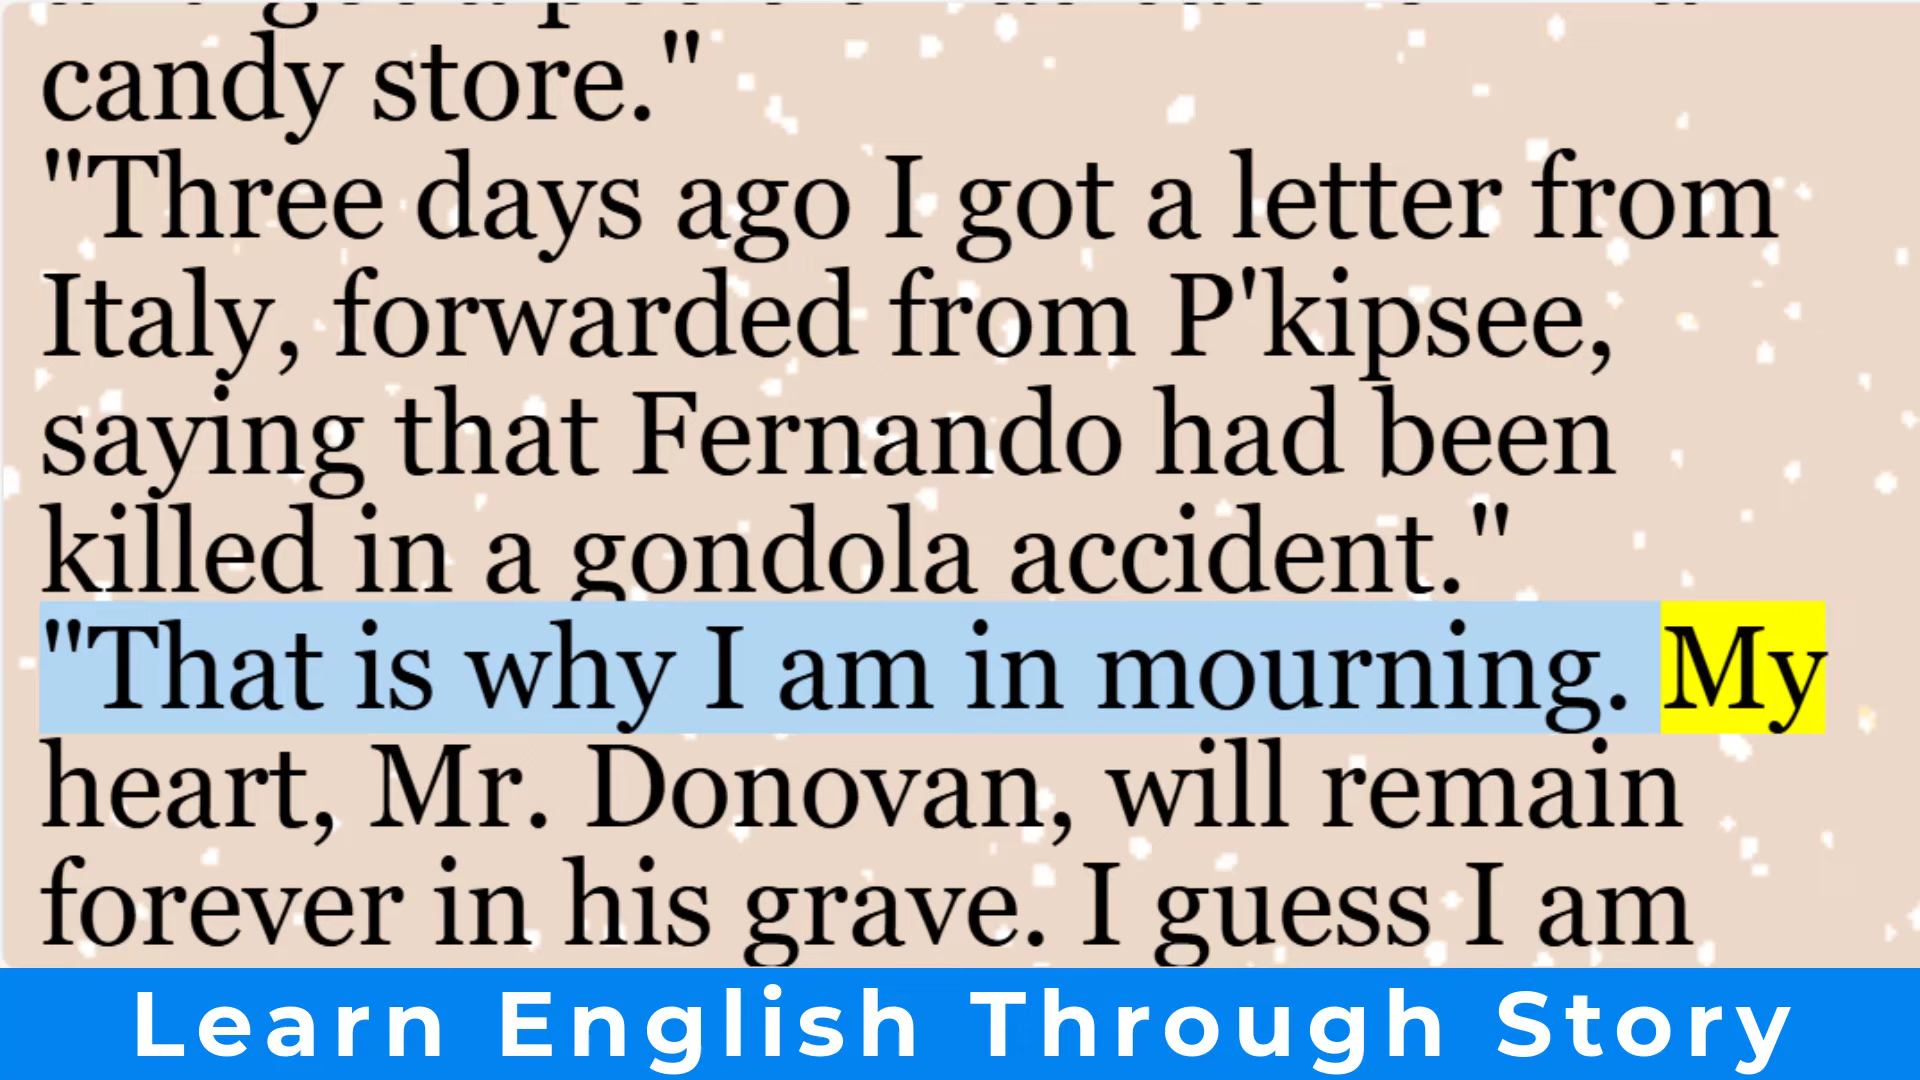 candy store."
"Three days ago I got a letter from
Italy, forwarded from P'kipsee,
saying that Fernando had been
killed in a gondola accident."
"That is why I am in mourning. My
heart, Mr. Donovan, will remain
forever in his grave. I guess I am
Learn English Through Story